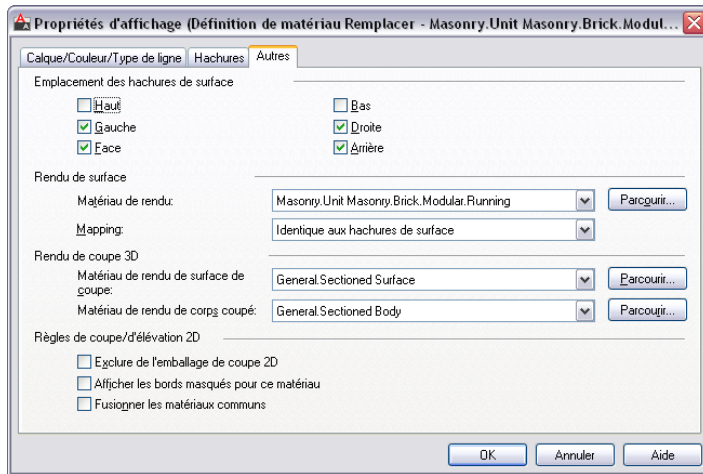 Propriétés d'affichage (Définition de matériau Remplacer - Masonry.Unit Masonry.Brick.Modul...
Calque/Couleur/Type de ligne Hachures Autres
Emplacement des hachures de surface
Haut Bas
Gauche Droite
Face Arrière
Rendu de surface
Matériau de rendu: Masonry.Unit Masonry.Brick.Modular.Running Parcourir...
Mapping: Identique aux hachures de surface
Rendu de coupe 3D
Matériau de rendu de surface de
coupe: General.Sectioned Surface Parcourir...
Matériau de rendu de corps coupé: General.Sectioned Body Parcourir...
Règles de coupe/d'élévation 2D
Exclure de l'emballage de coupe 2D
Afficher les bords masqués pour ce matériau
Fusionner les matériaux communs
OK Annuler Aide